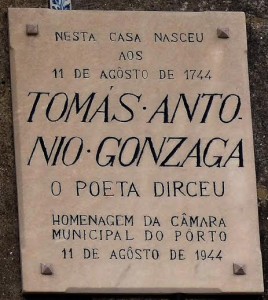 NESTA CASA NASCEU
AOS
11 DE AGÔSTO DE 1744
TOMÁS·ANTO-
NIO·GONZAGA
O POETA DIRCEU
HOMENAGEM DA CÂMARA
MUNICIPAL DO PÔRTO
11 DE AGÔSTO DE 1944